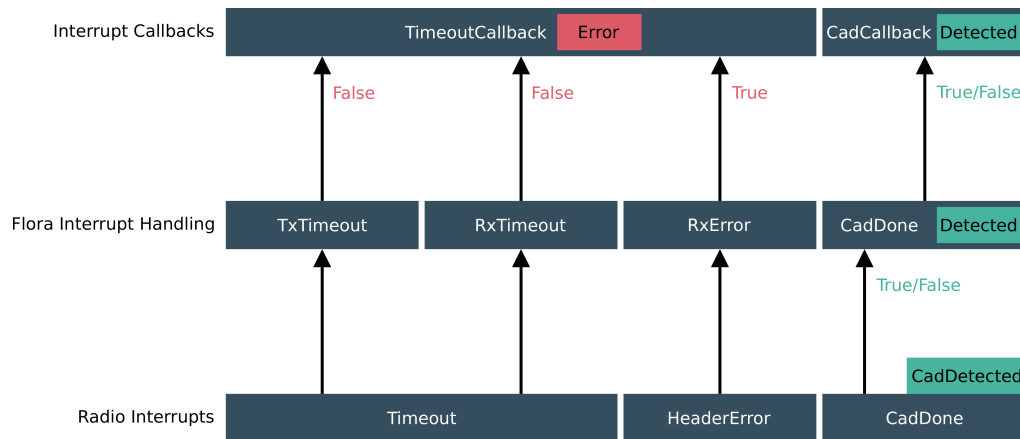 Interrupt Callbacks
TimeoutCallback Error
CadCallback Detected
False
False
True
True/False
Flora Interrupt Handling
TxTimeout
RxTimeout
RxError
CadDone Detected
True/False
CadDetected
Radio Interrupts
Timeout
HeaderError
CadDone